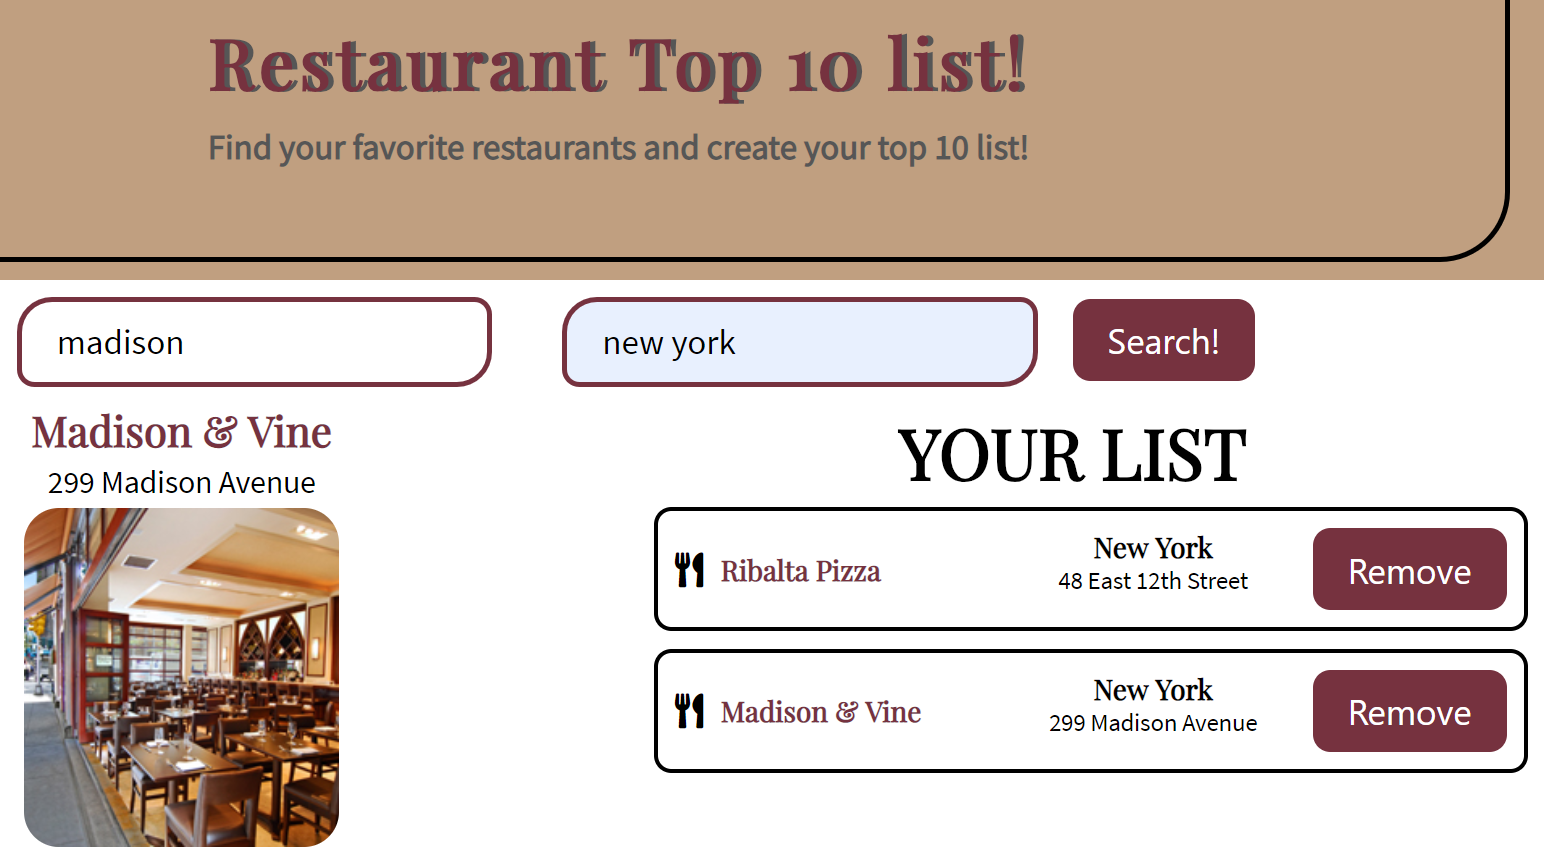 Restaurant Top 10 list!
Find your favorite restaurants and create your top 10 list!
madison
new york
Search!
Madison & Vine
299 Madison Avenue
YOUR LIST
Ribalta Pizza
New York
48 East 12th Street
Remove
Madison & Vine
New York
299 Madison Avenue
Remove